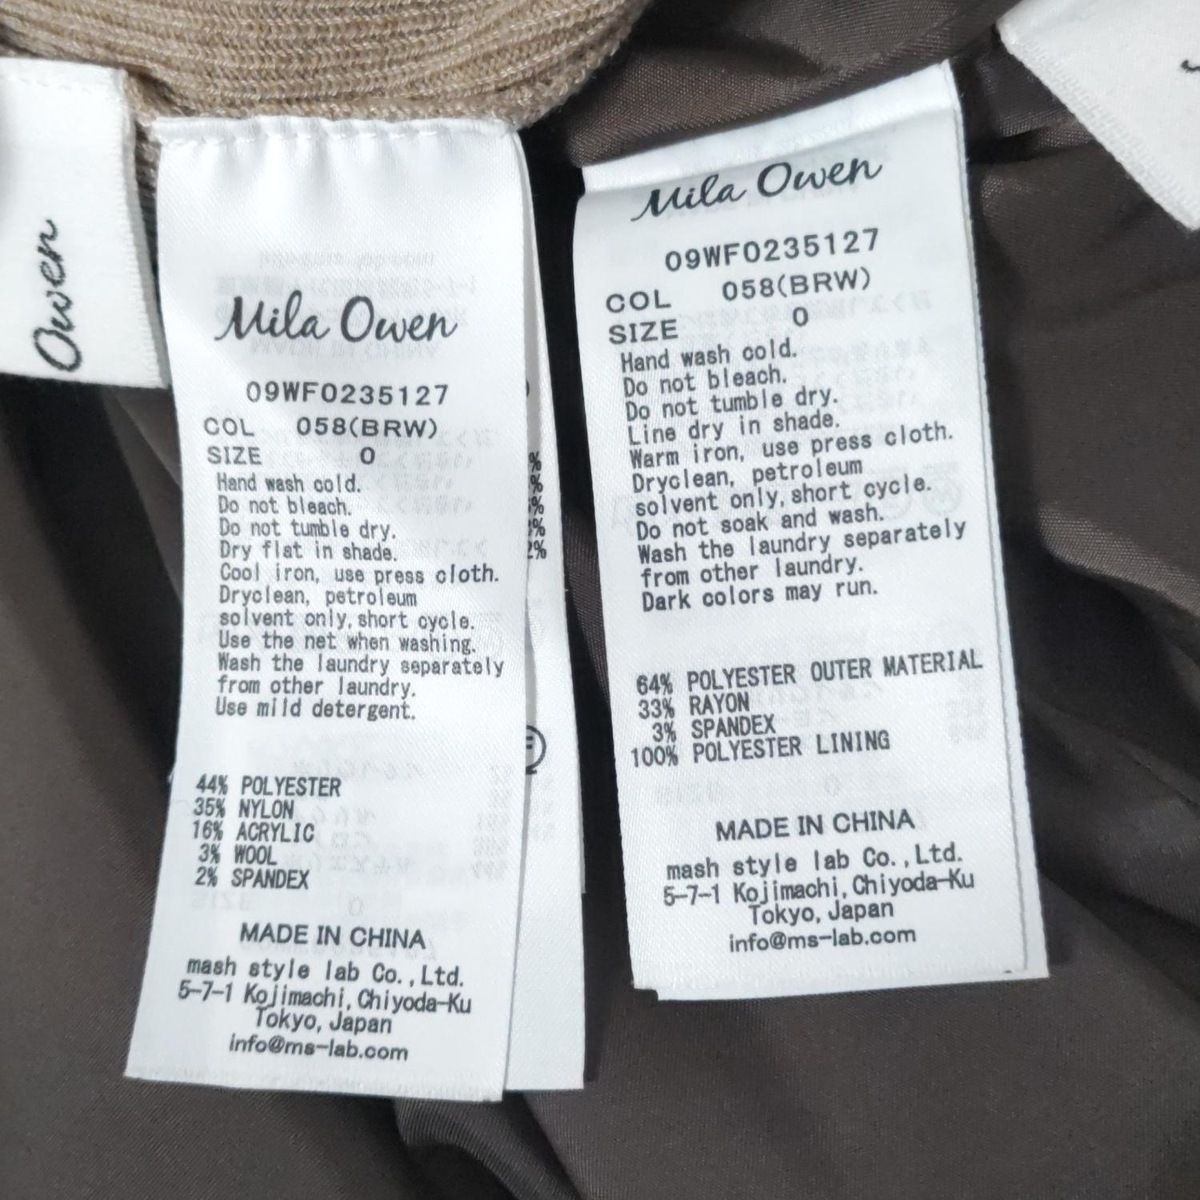 Owen
Mila Owen
09WF0235127
COL 058(BRW)
SIZE 0
Hand wash cold.
Do not bleach.
Do not tumble dry.
Dry flat in shade.
Cool iron, use press cloth.
Dryclean, petroleum
solvent only, short cycle.
Use the net when washing.
Wash the laundry separately
from other laundry.
Use mild detergent.
44% POLYESTER
35% NYLON
16% ACRYLIC
3% WOOL
2% SPANDEX
MADE IN CHINA
mash style lab Co., Ltd.
5-7-1 Kojimachi, Chiyoda-Ku
Tokyo, Japan
info@ms-lab.com
%
%
%
%
2%
Mila Owen
09WF0235127
COL 058(BRW)
SIZE 0
Hand wash cold.
Do not bleach.
Do not tumble dry.
Line dry in shade.
Warm iron, use press cloth.
Dryclean, petroleum
solvent only, short cycle.
Do not soak and wash.
Wash the laundry separately
from other laundry.
Dark colors may run.
64% POLYESTER OUTER MATERIAL
33% RAYON
3% SPANDEX
100% POLYESTER LINING
MADE IN CHINA
mash style lab Co., Ltd.
5-7-1 Kojimachi, Chiyoda-Ku
Tokyo, Japan
info@ms-lab.com